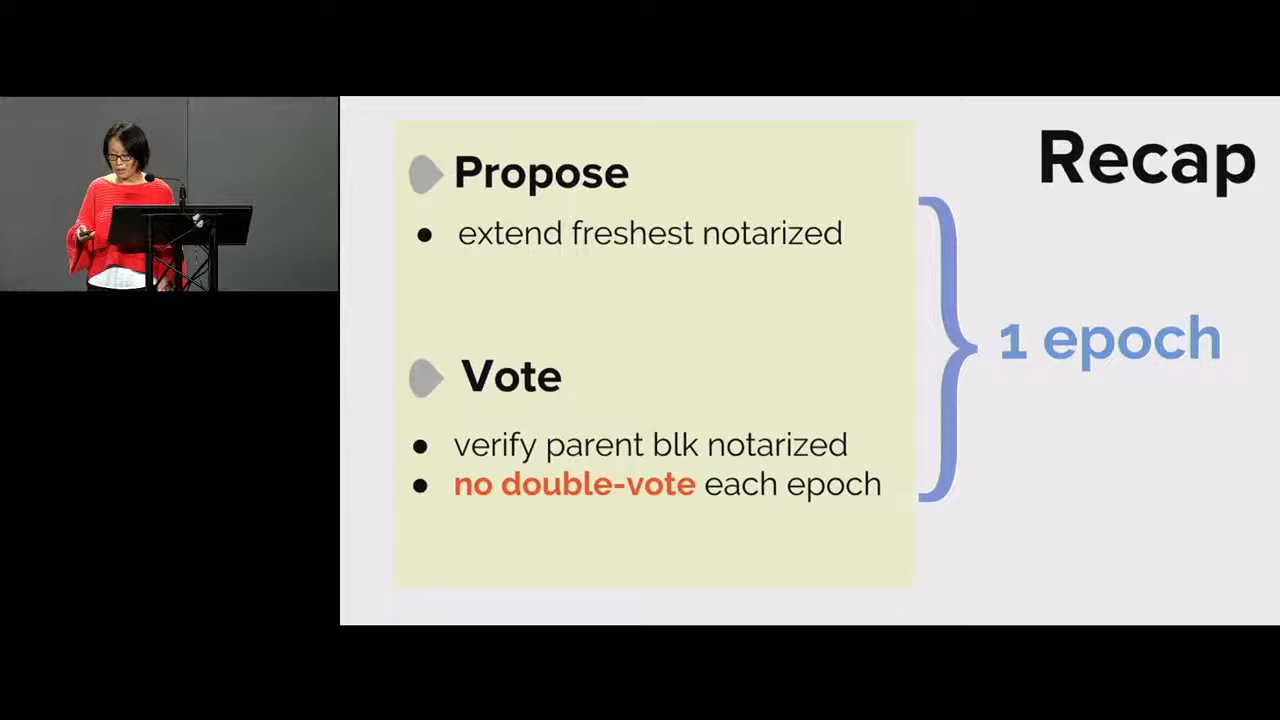 Recap
Propose
● extend freshest notarized
Vote
● verify parent blk notarized
● no double-vote each epoch
1 epoch